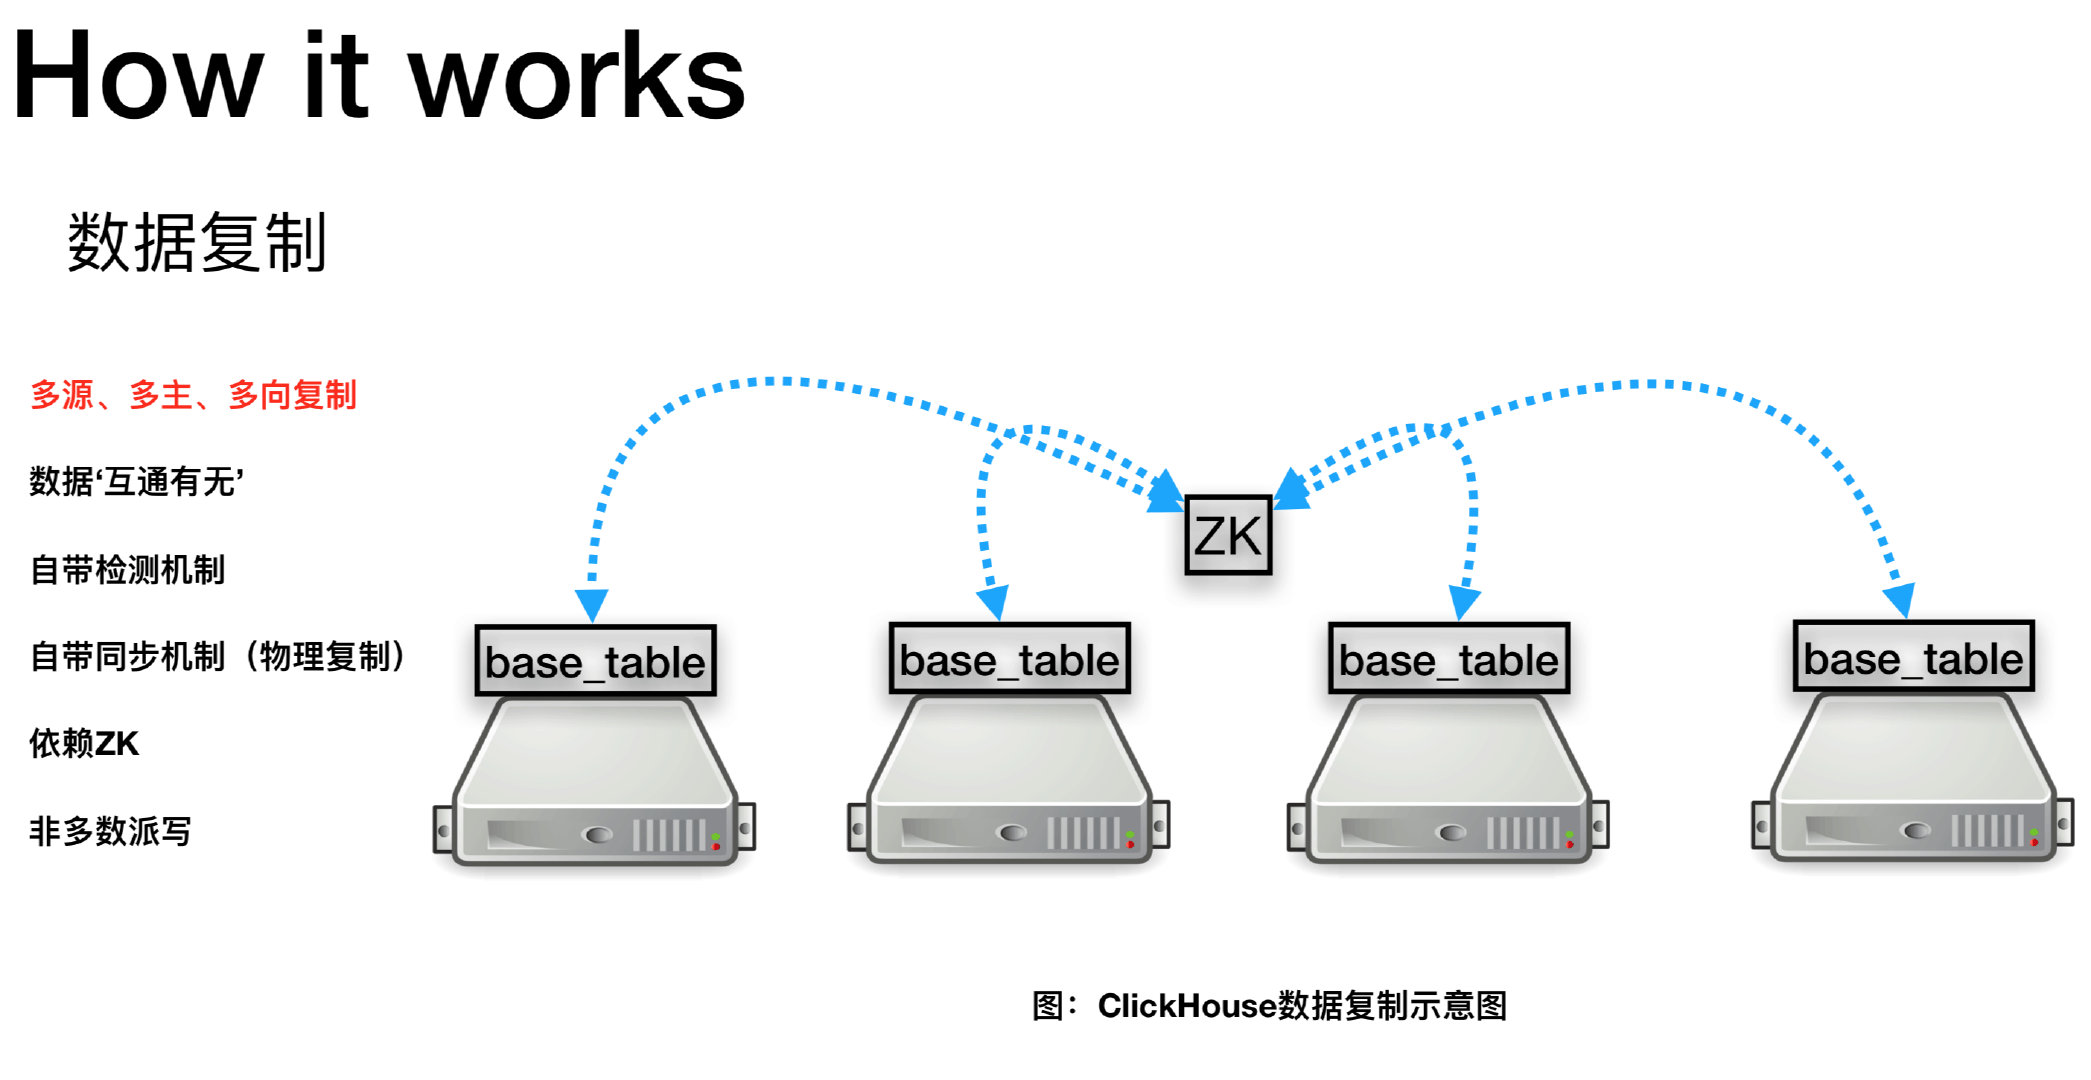 How it works
数据复制
多源、多主、多向复制
数据‘互通有无’
自带检测机制
自带同步机制（物理复制）
依赖ZK
非多数派写
ZK
base_table
base_table
base_table
base_table
图：ClickHouse数据复制示意图